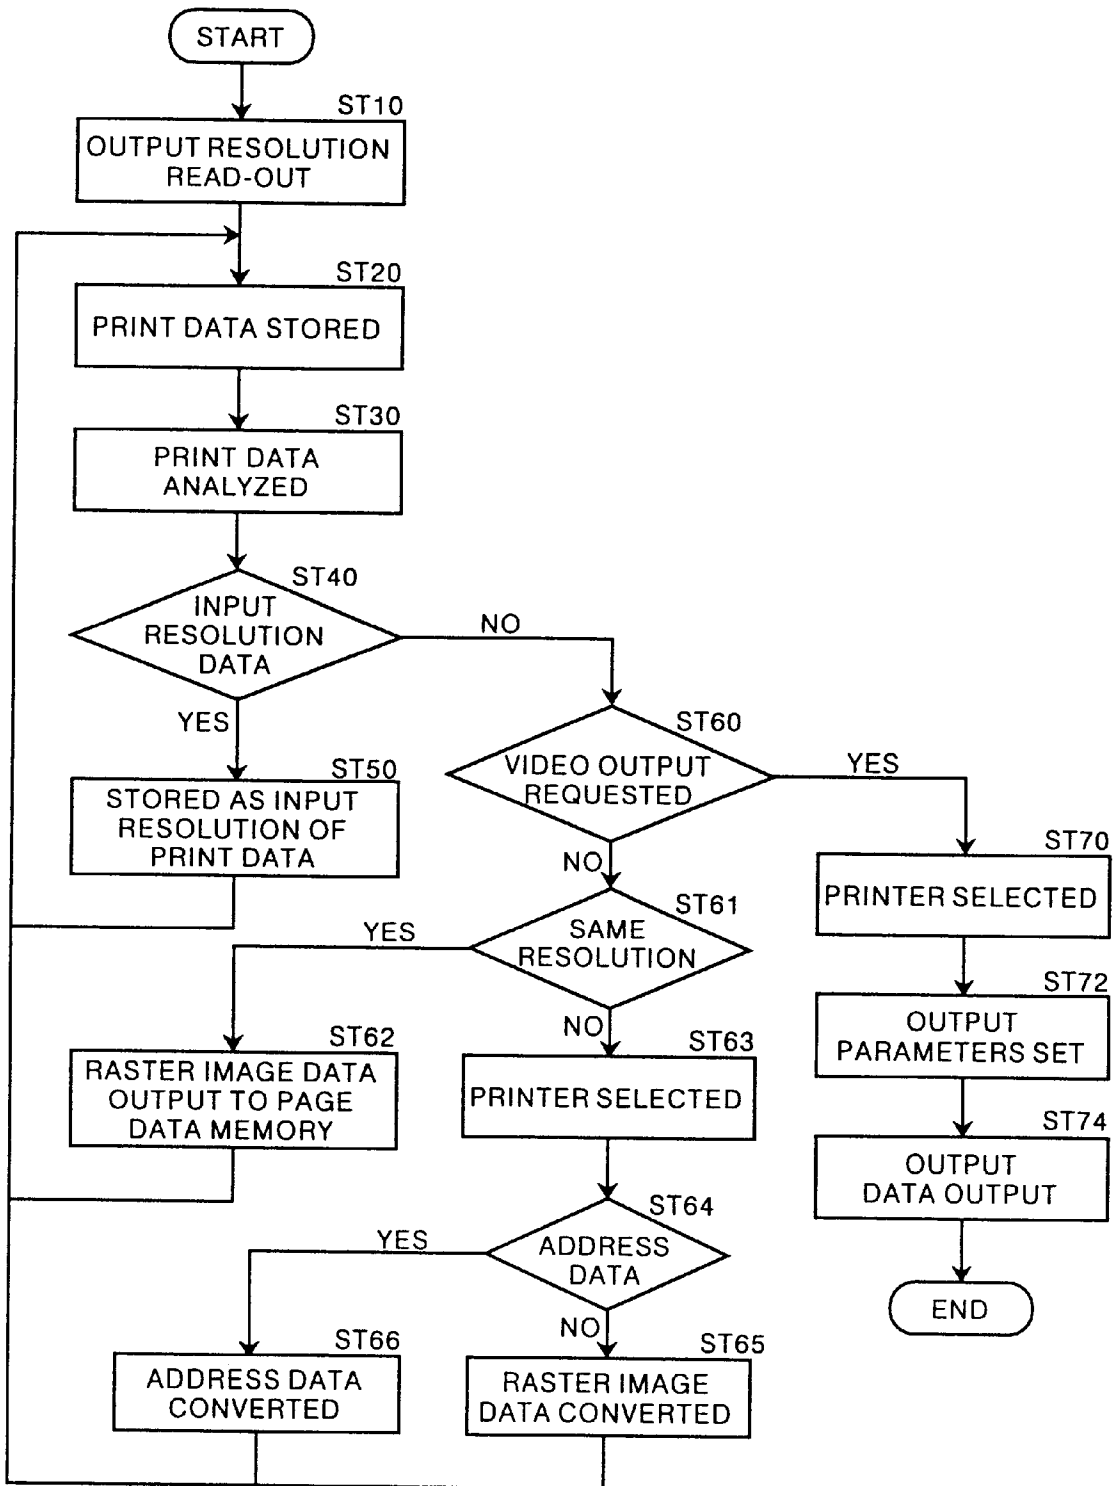 START
ST10
OUTPUT RESOLUTION
READ-OUT
ST20
PRINT DATA STORED
ST30
PRINT DATA
ANALYZED
ST40
INPUT
RESOLUTION
DATA
NO
YES
ST50
STORED AS INPUT
RESOLUTION OF
PRINT DATA
ST60
VIDEO OUTPUT
REQUESTED
YES
NO
ST70
PRINTER SELECTED
ST61
SAME
RESOLUTION
YES
NO
ST72
OUTPUT
PARAMETERS SET
ST62
RASTER IMAGE DATA
OUTPUT TO PAGE
DATA MEMORY
ST63
PRINTER SELECTED
ST74
OUTPUT
DATA OUTPUT
ST64
ADDRESS
DATA
YES
NO
END
ST66
ADDRESS DATA
CONVERTED
ST65
RASTER IMAGE
DATA CONVERTED